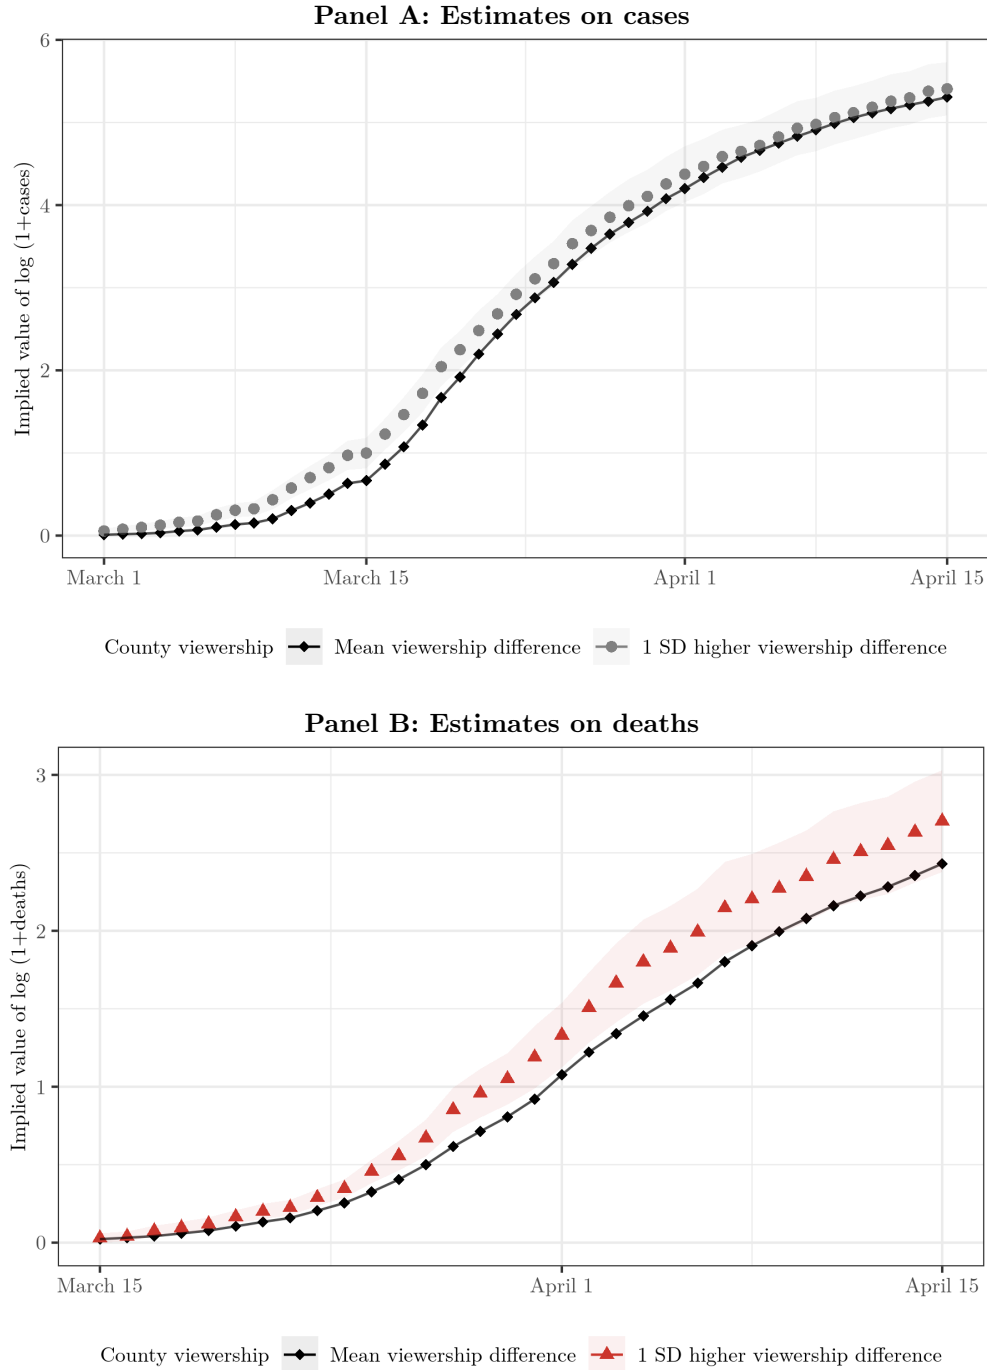 Panel A: Estimates on cases
Implied value of log (1+cases)
6
4
2
0
March 1 March 15 April 1 April 15
County viewership Mean viewership difference 1 SD higher viewership difference
Panel B: Estimates on deaths
Implied value of log (1+deaths)
3
2
1
0
March 15 April 1 April 15
County viewership Mean viewership difference 1 SD higher viewership difference